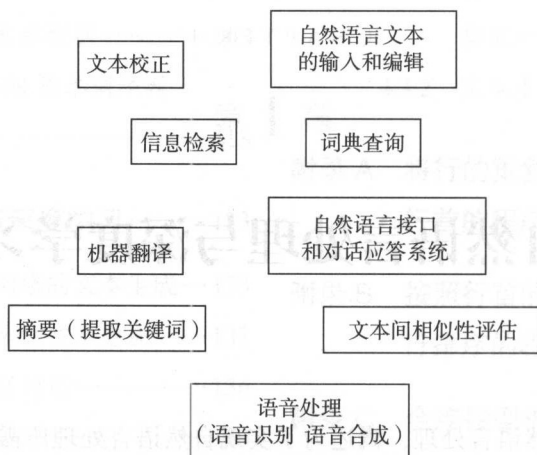 文本校正
自然语言文本
的输入和编辑
信息检索
词典查询
机器翻译
自然语言接口
和对话应答系统
摘要（提取关键词）
文本间相似性评估
语音处理
（语音识别 语音合成）